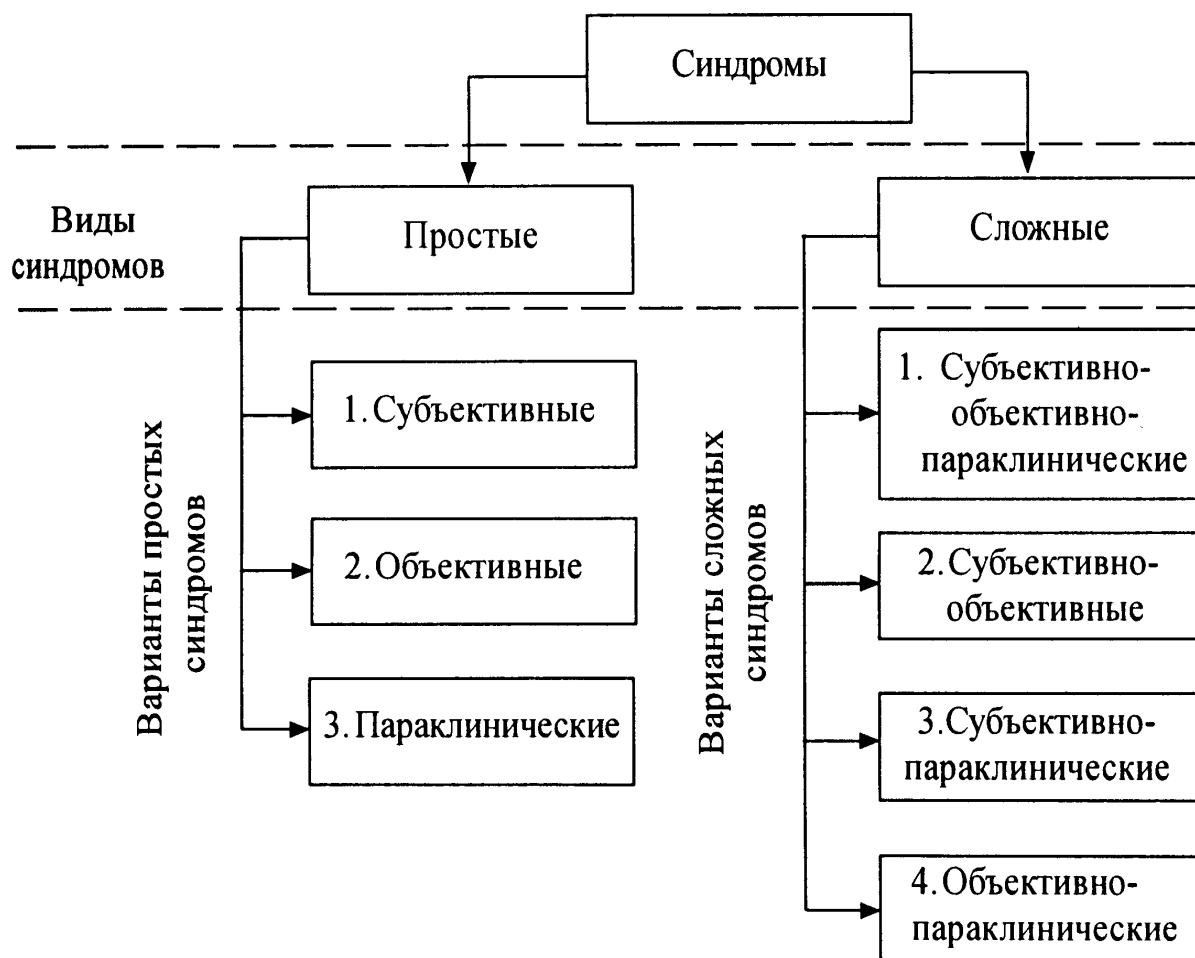 Синдромы
Виды
синдромов
Простые
Сложные
Варианты простых
синдромов
1. Субъективные
2. Объективные
3. Параклинические
Варианты сложных
синдромов
1. Субъективно-
объективно-
параклинические
2. Субъективно-
объективные
3. Субъективно-
параклинические
4. Объективно-
параклинические